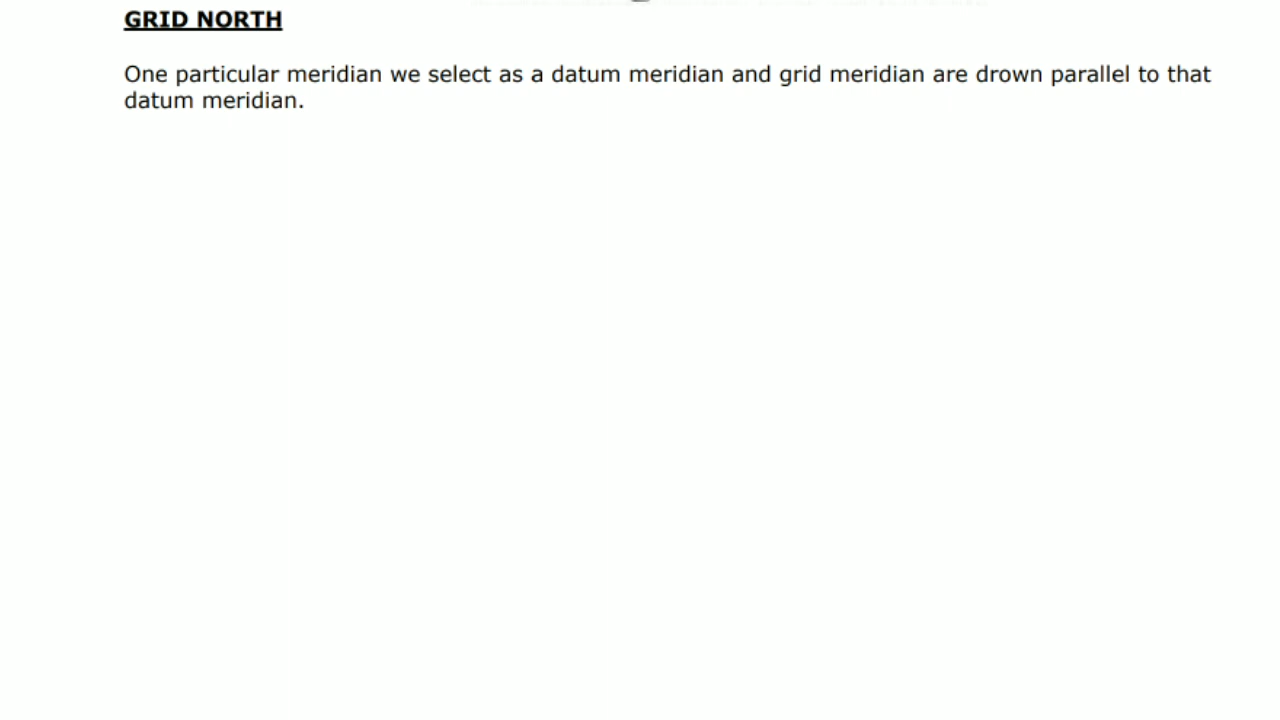 GRID NORTH
One particular meridian we select as a datum meridian and grid meridian are drown parallel to that
datum meridian.